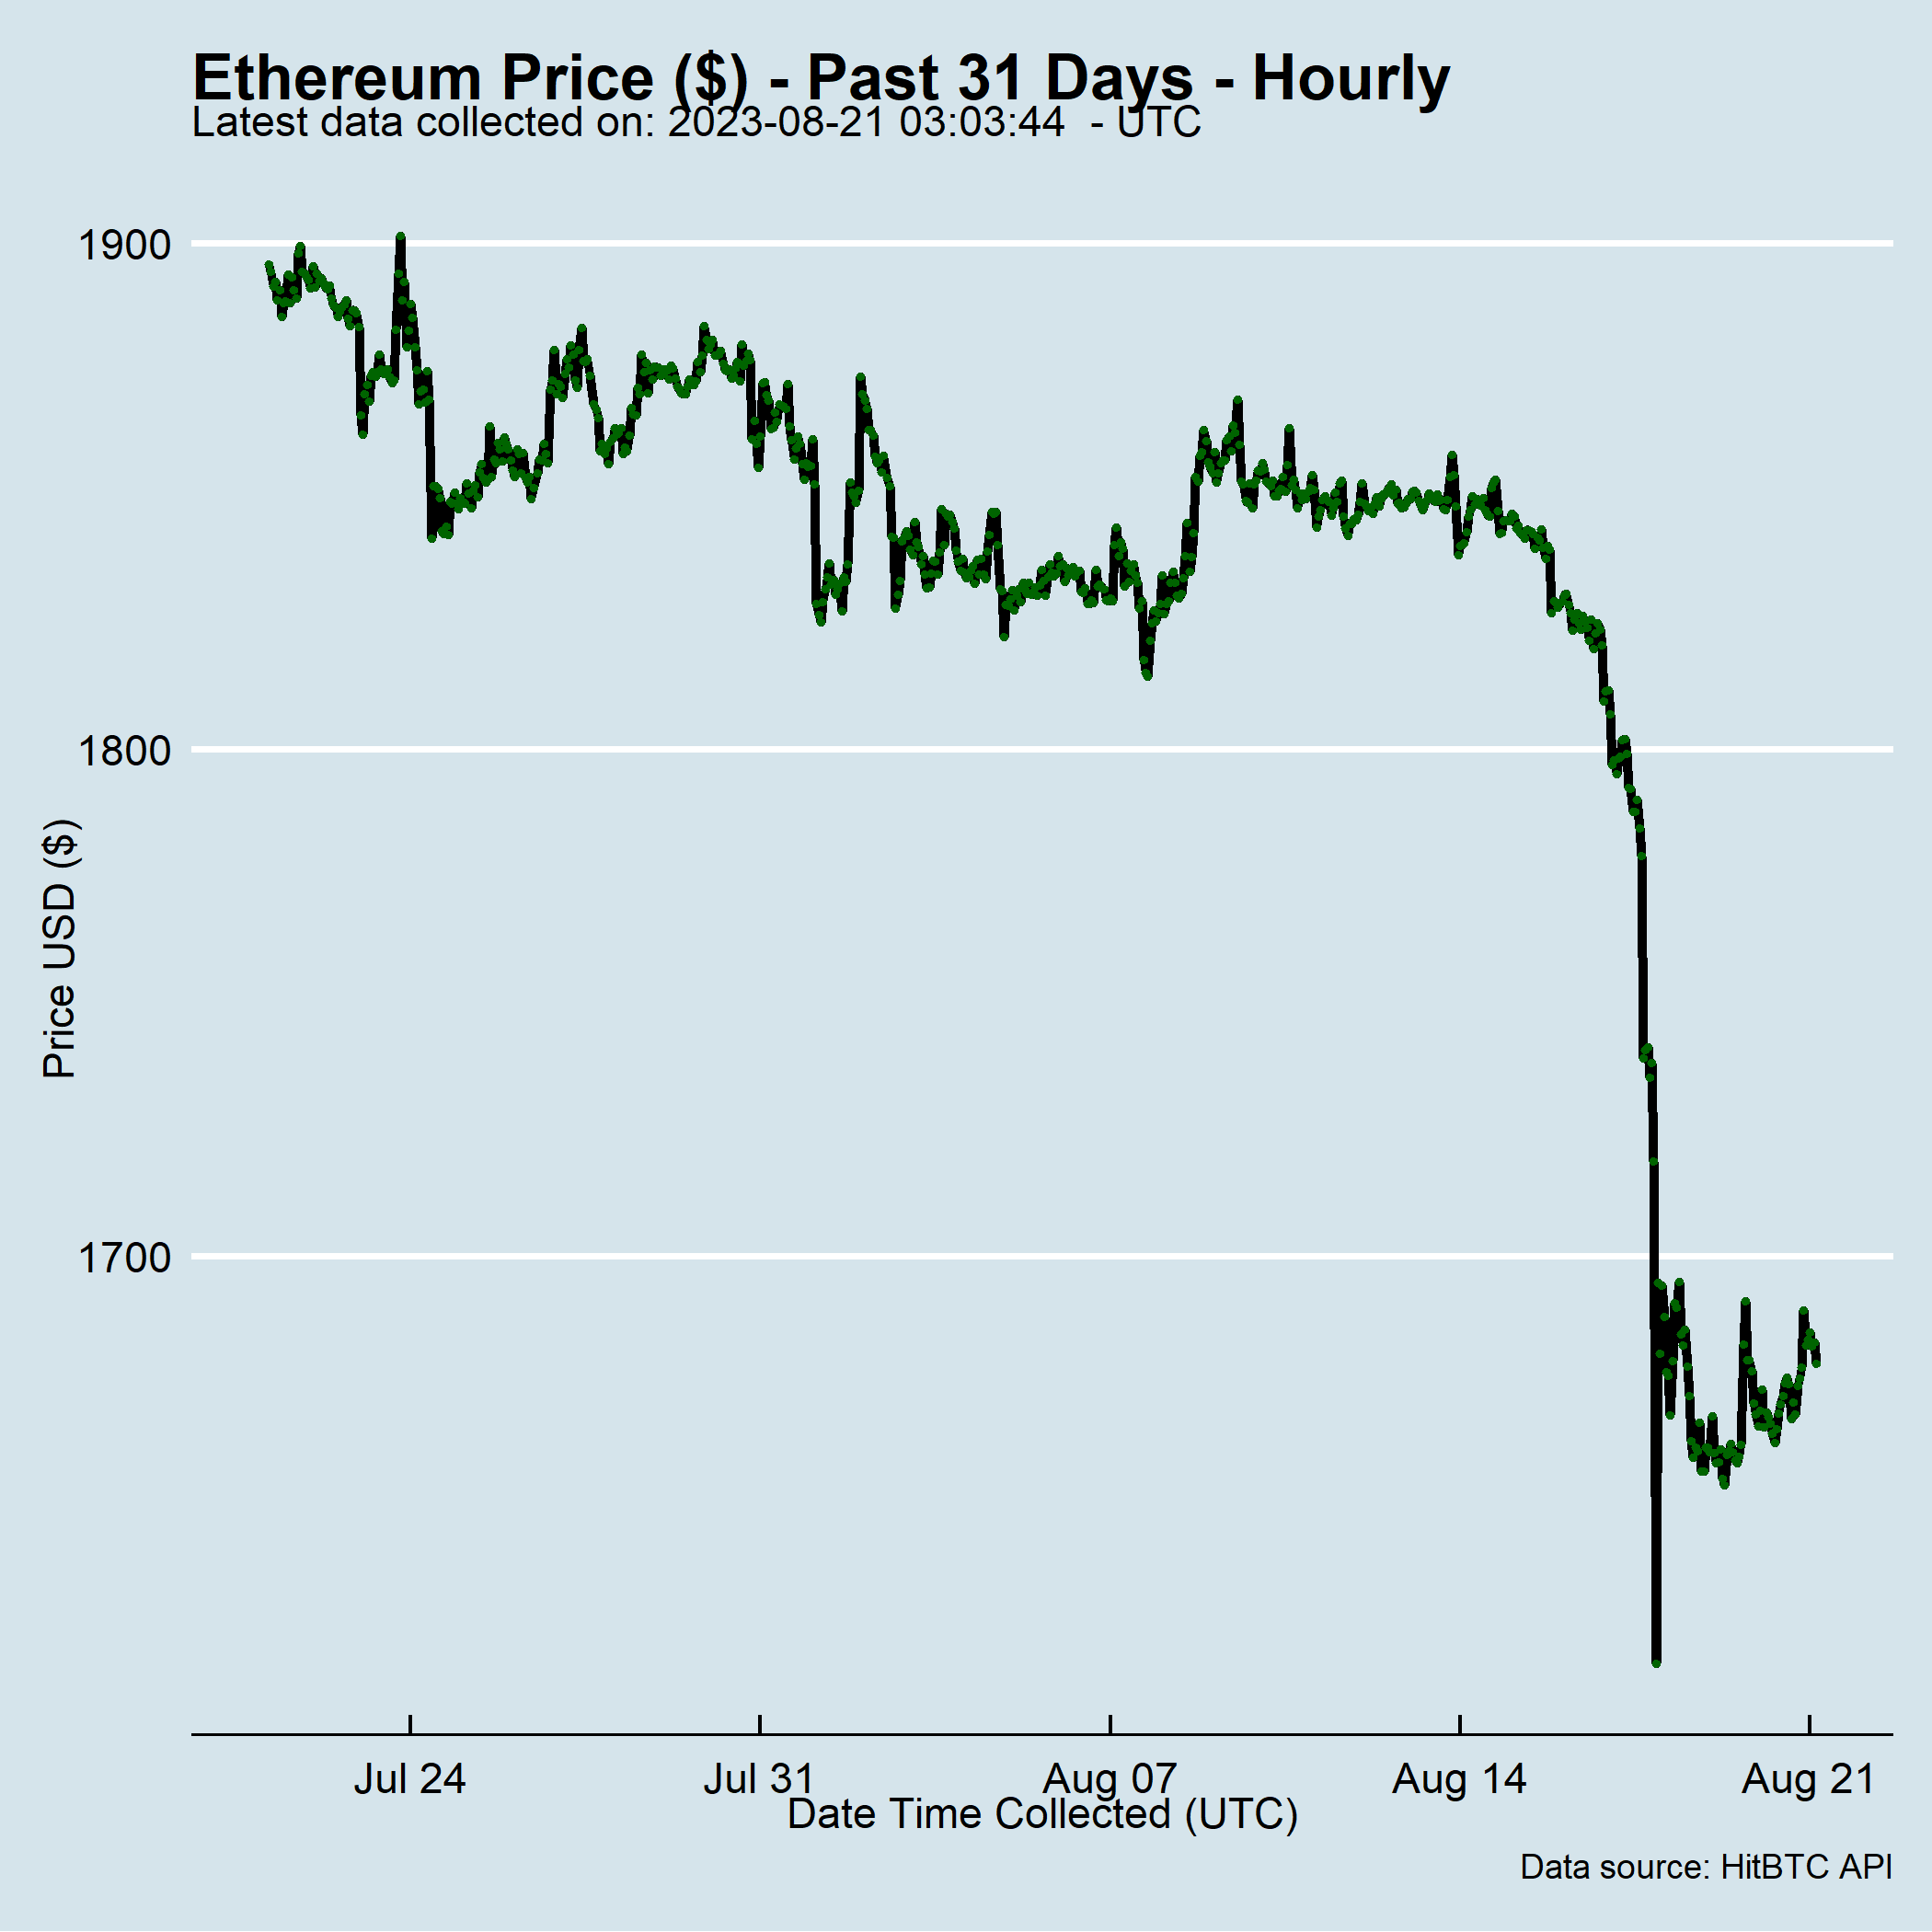 Ethereum Price ($) - Past 31 Days - Hourly
Latest data collected on: 2023-08-21 03:03:44  - UTC
1900
1800
1700
Price USD ($)
Jul 24
Jul 31
Aug 07
Aug 14
Aug 21
Date Time Collected (UTC)
Data source: HitBTC API